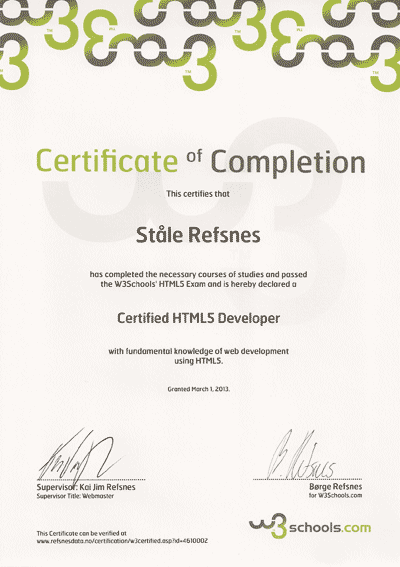 Certificate of Completion
This certifies that
Ståle Refsnes
has completed the necessary courses of studies and passed
the W3Schools' HTML5 Exam and is hereby declared a
Certified HTML5 Developer
with fundamental knowledge of web development
using HTML5.
Granted March 1, 2013.
Supervisor: Kai Jim Refsnes
Supervisor Title: Webmaster
Børge Refsnes
for W3Schools.com
w3schools.com
This Certificate can be verified at
www.refsnesdata.no/certification/w3certified.asp?id=4610002